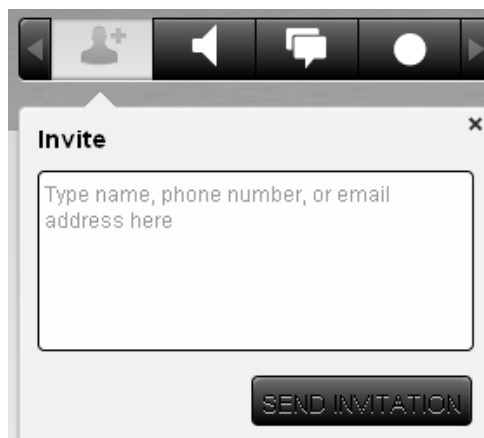 Invite
Type name, phone number, or email
address here
SEND INVITATION